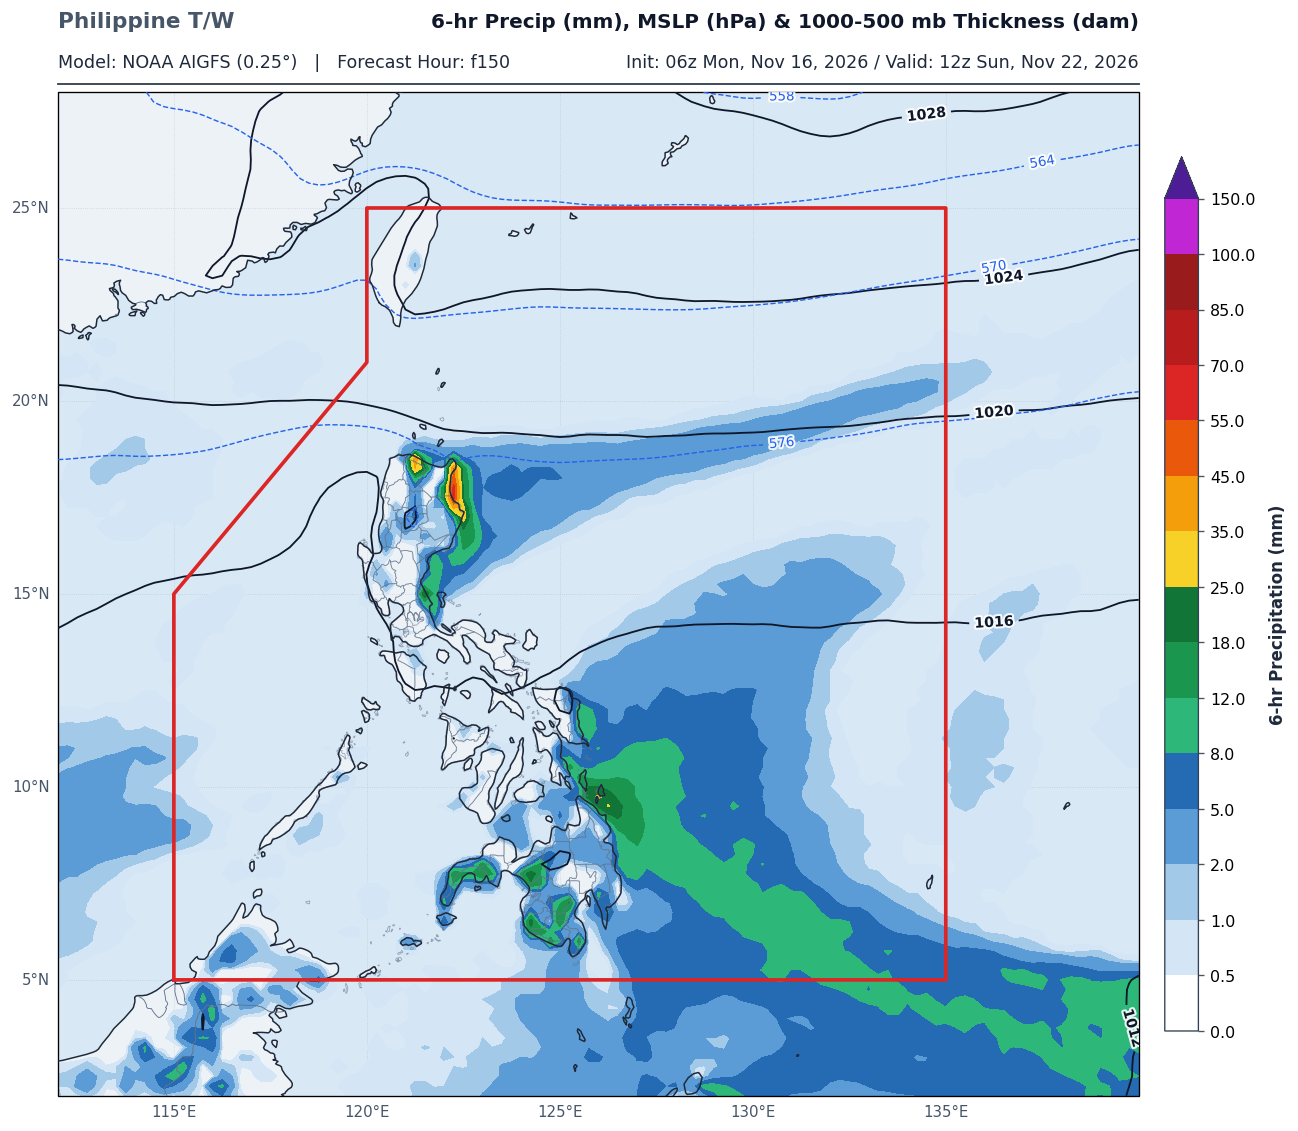 Philippine T/W
6-hr Precip (mm), MSLP (hPa) & 1000-500 mb Thickness (dam)
Model: NOAA AIGFS (0.25°) | Forecast Hour: f150
Init: 06z Mon, Nov 16, 2026 / Valid: 12z Sun, Nov 22, 2026
558
1028
564
570
1024
1020
576
1016
1012
25°N
20°N
15°N
10°N
5°N
115°E
120°E
125°E
130°E
135°E
150.0
100.0
85.0
70.0
55.0
45.0
35.0
25.0
18.0
12.0
8.0
5.0
2.0
1.0
0.5
0.0
6-hr Precipitation (mm)